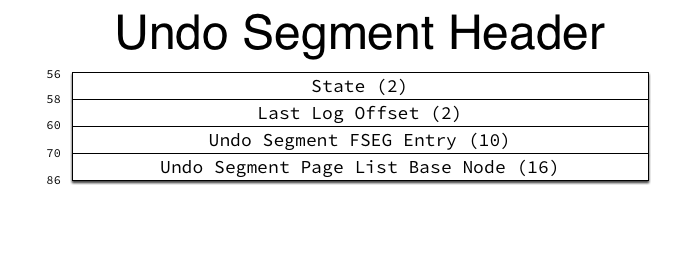 Undo Segment Header
56
State (2)
58
Last Log Offset (2)
60
Undo Segment FSEG Entry (10)
70
Undo Segment Page List Base Node (16)
86